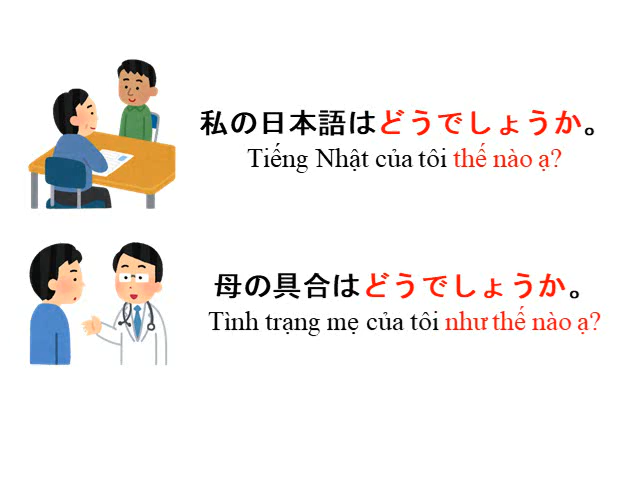 私の日本語はどうでしょうか。
Tiếng Nhật của tôi thế nào ạ?
母の具合はどうでしょうか。
Tình trạng mẹ của tôi như thế nào ạ?